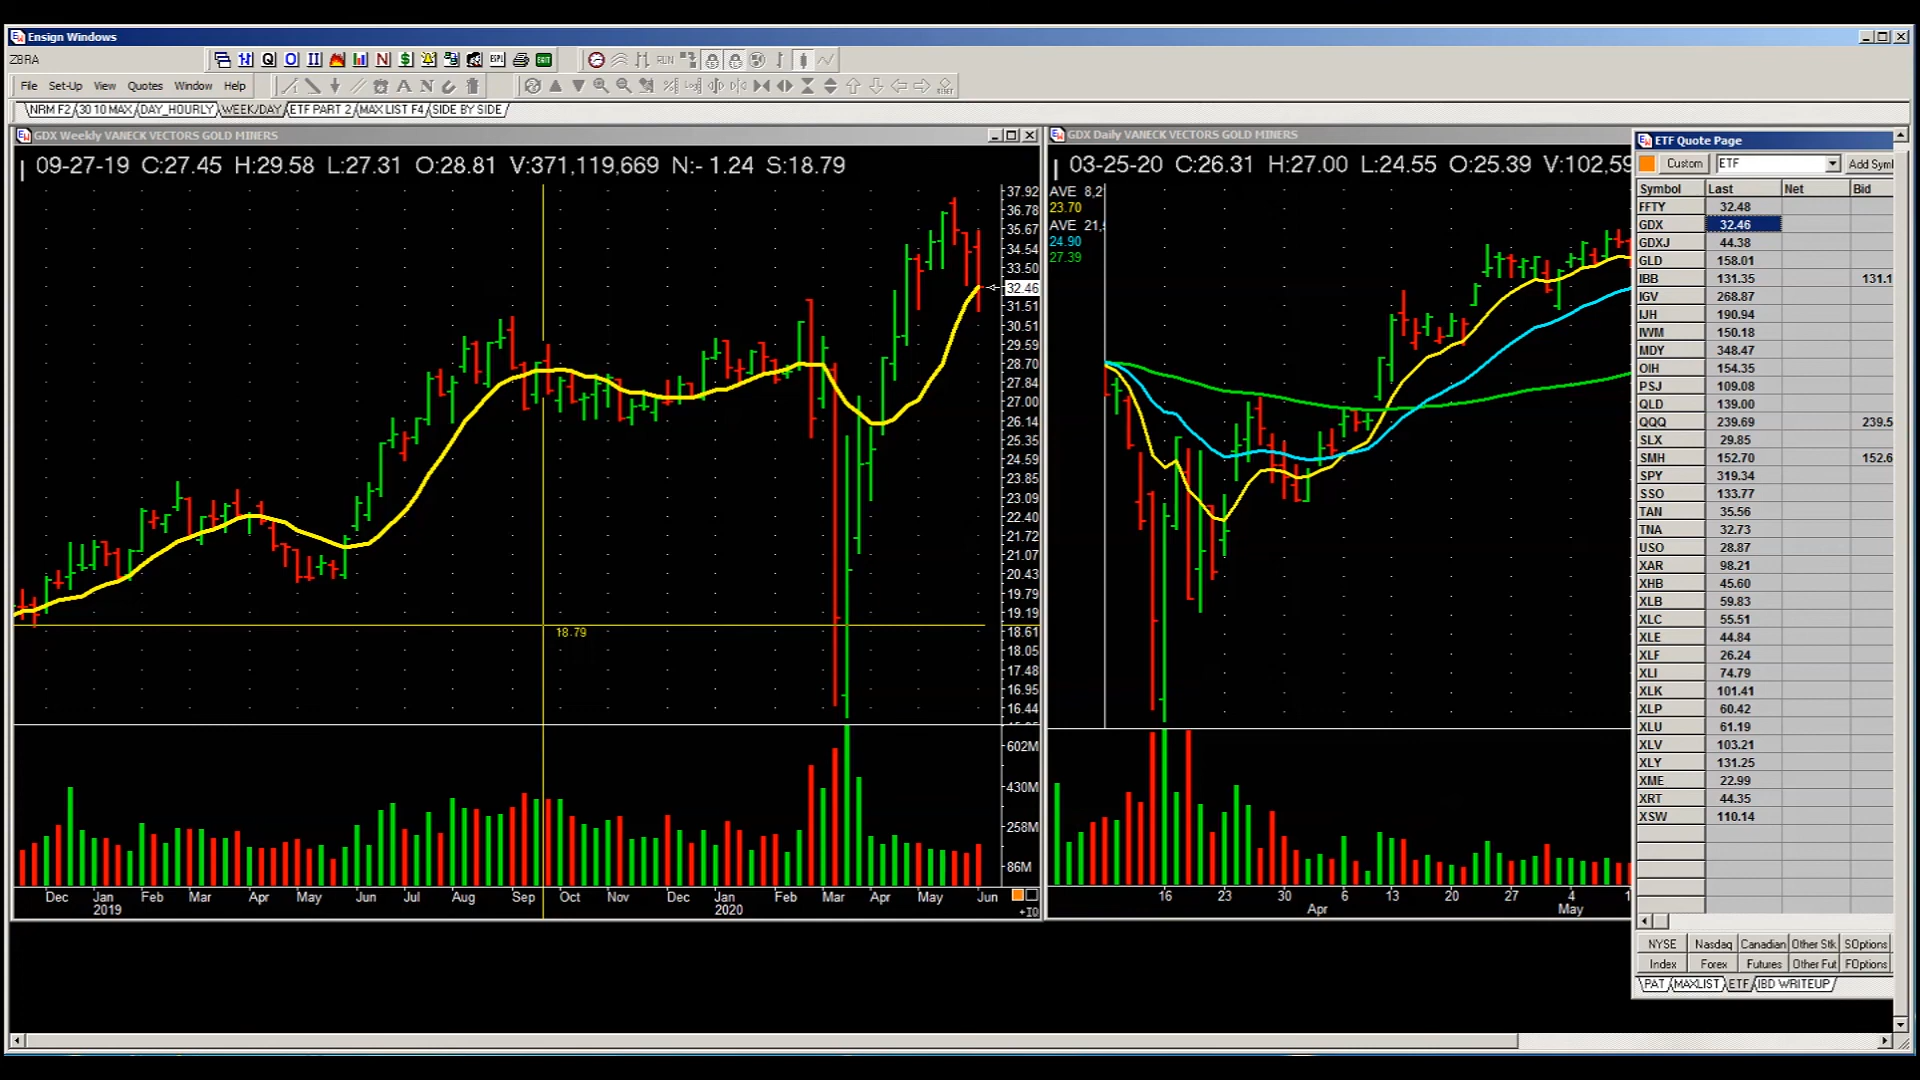 Ensign Windows
ZBRA
File Set-Up View Quotes Window Help
NRM F2 30 10 MAX DAY_HOURLY WEEK/DAY ETF PART 2 MAX LIST F4 SIDE BY SIDE
GDX Weekly VANECK VECTORS GOLD MINERS
09-27-19 C:27.45 H:29.58 L:27.31 O:28.81 V:371,119,669 N:- 1.24 S:18.79
37.92
36.78
35.67
34.54
33.50
32.46
31.51
30.51
29.59
28.70
27.84
27.00
26.14
25.35
24.59
23.85
23.09
22.40
21.72
21.07
20.43
19.79
19.19
18.61
18.05
17.48
16.95
16.44
18.79
602M
430M
258M
86M
Dec Jan Feb Mar Apr May Jun Jul Aug Sep Oct Nov Dec Jan Feb Mar Apr May Jun
2019 2020
+10
GDX Daily VANECK VECTORS GOLD MINERS
03-25-20 C:26.31 H:27.00 L:24.55 O:25.39 V:102,59
AVE 8,2
23.70
AVE 21,
24.90
27.39
16 23 30 6 13 20 27 4 1
Apr May
ETF Quote Page
Custom ETF Add Symb
Symbol Last Net Bid
FFTY 32.48
GDX 32.46
GDXJ 44.38
GLD 158.01
IBB 131.35 131.1
IGV 268.87
IJH 190.94
IWM 150.18
MDY 348.47
OIH 154.35
PSJ 109.08
QLD 139.00
QQQ 239.69 239.5
SLX 29.85
SMH 152.70 152.6
SPY 319.34
SSO 133.77
TAN 35.56
TNA 32.73
USO 28.87
XAR 98.21
XHB 45.60
XLB 59.83
XLC 55.51
XLE 44.84
XLF 26.24
XLI 74.79
XLK 101.41
XLP 60.42
XLU 61.19
XLV 103.21
XLY 131.25
XME 22.99
XRT 44.35
XSW 110.14
NYSE Nasdaq Canadian Other Stk SOptions
Index Forex Futures Other Fut FOptions
PAT MAXLIST ETF IBD WRITEUP